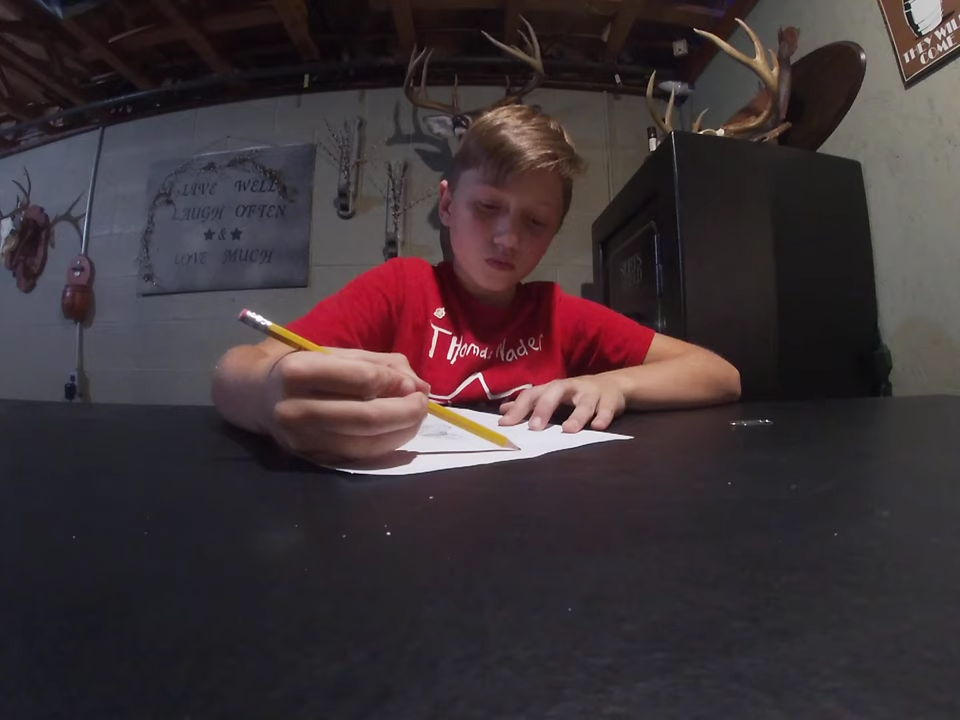 LIVE WELL
LAUGH OFTEN
&
LOVE MUCH
THEY WILL
COME
THomas Nader